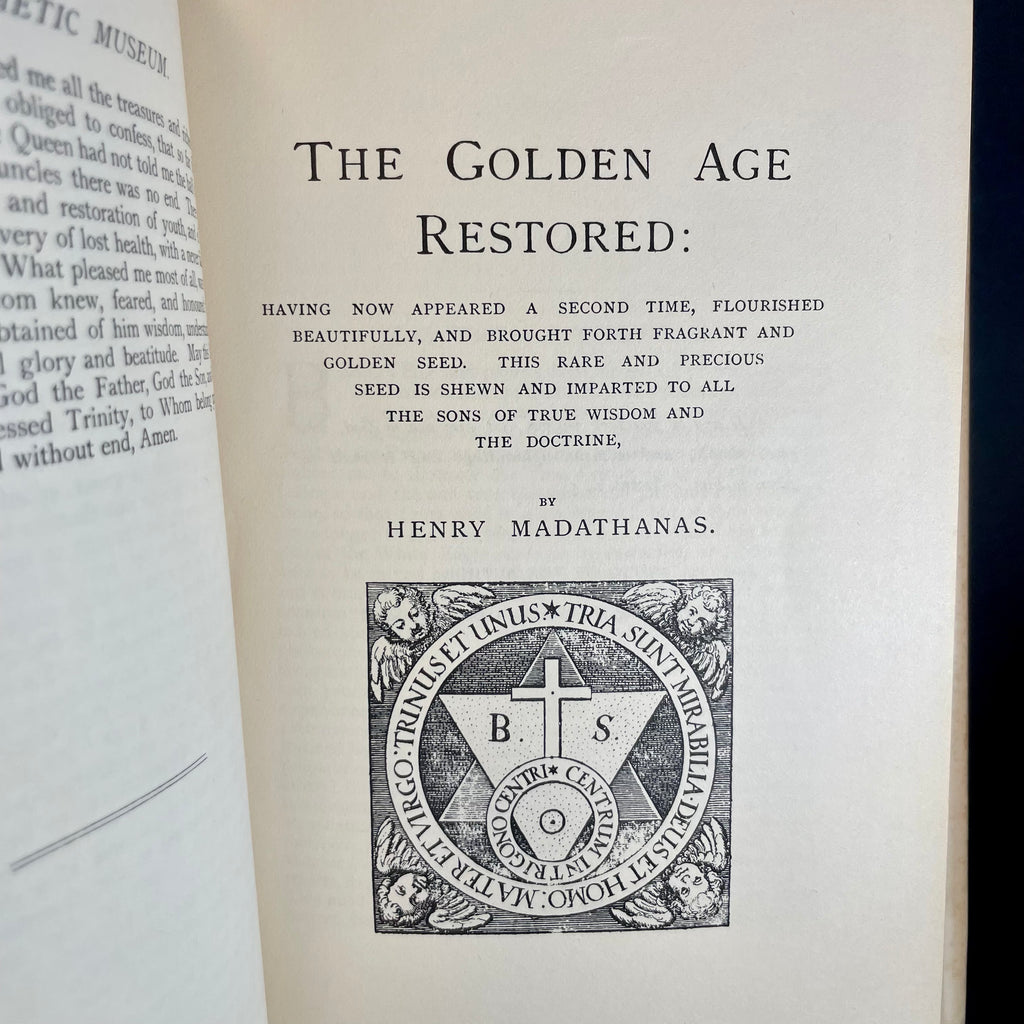 ETIC MUSEUM.
me all the treasures and
obliged to confess, that so
Queen had not told me the
uncles there was no end.
and restoration of youth, and
very of lost health, with a
What pleased me most of all,
om knew, feared, and
btained of him wisdom,
glory and beatitude. May
God the Father, God the Son,
essed Trinity, to Whom
without end, Amen.
THE GOLDEN AGE
RESTORED:
HAVING NOW APPEARED A SECOND TIME, FLOURISHED
BEAUTIFULLY, AND BROUGHT FORTH FRAGRANT AND
GOLDEN SEED. THIS RARE AND PRECIOUS
SEED IS SHEWN AND IMPARTED TO ALL
THE SONS OF TRUE WISDOM AND
THE DOCTRINE,
BY
HENRY MADATHANAS.
TRIA SUNT MIRABILIA·DEUS ET HOMO: MATER ET VIRGO: TRINUS ET UNUS
B. S.
CENTRUM IN TRIGONO CENTRI